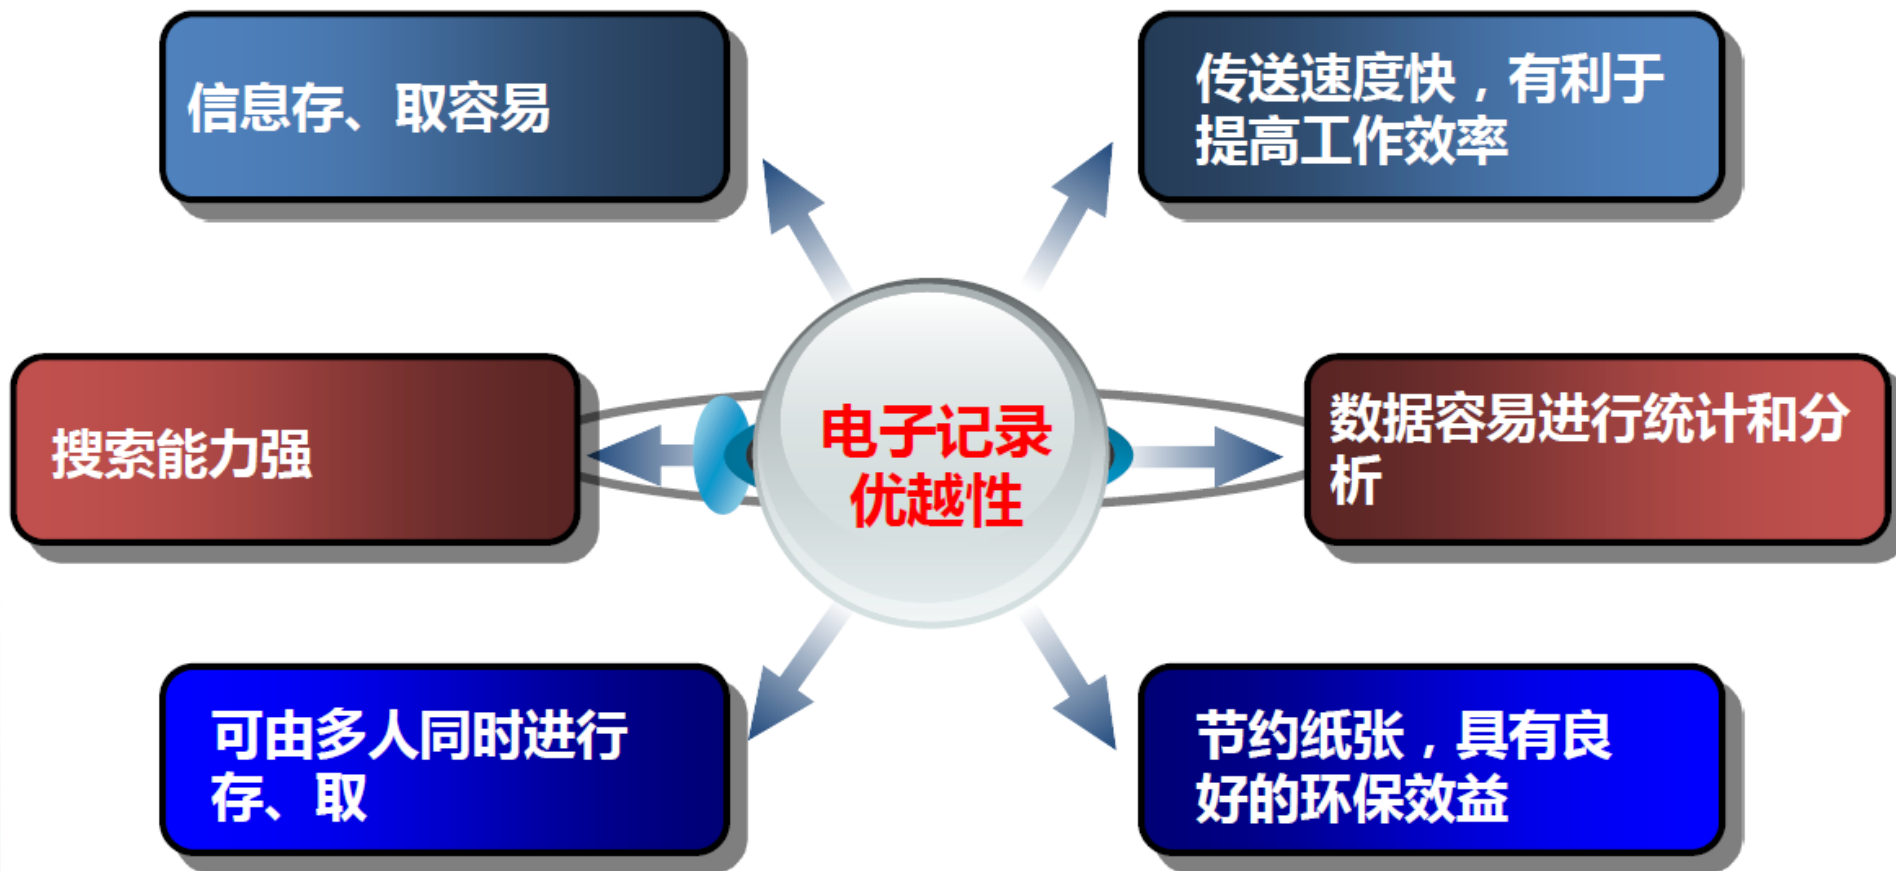 信息存、取容易
传送速度快，有利于
提高工作效率
搜索能力强
电子记录
优越性
数据容易进行统计和分
析
可由多人同时进行
存、取
节约纸张，具有良
好的环保效益